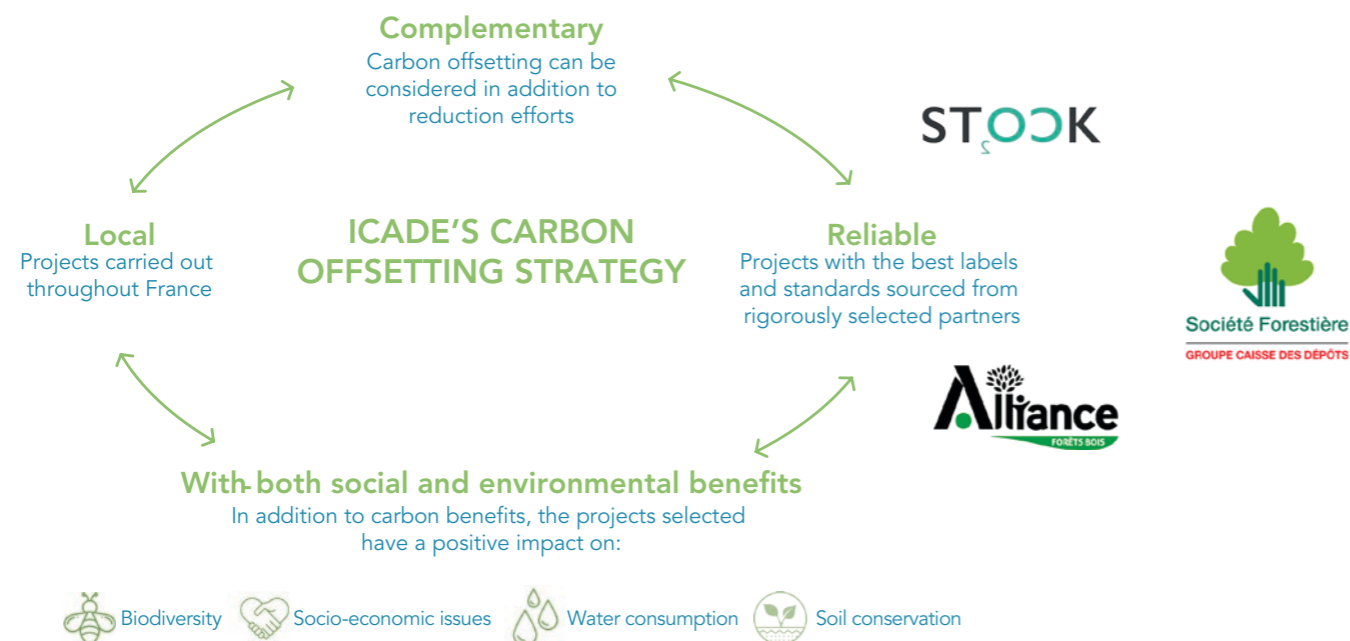 Complementary
Carbon offsetting can be
considered in addition to
reduction efforts
STOCK
2
Local
Projects carried out
throughout France
ICADE'S CARBON
OFFSETTING STRATEGY
Reliable
Projects with the best labels
and standards sourced from
rigorously selected partners
Société Forestière
GROUPE CAISSE DES DÉPÔTS
Alliance
FORÊTS BOIS
With both social and environmental benefits
In addition to carbon benefits, the projects selected
have a positive impact on:
Biodiversity
Socio-economic issues
Water consumption
Soil conservation